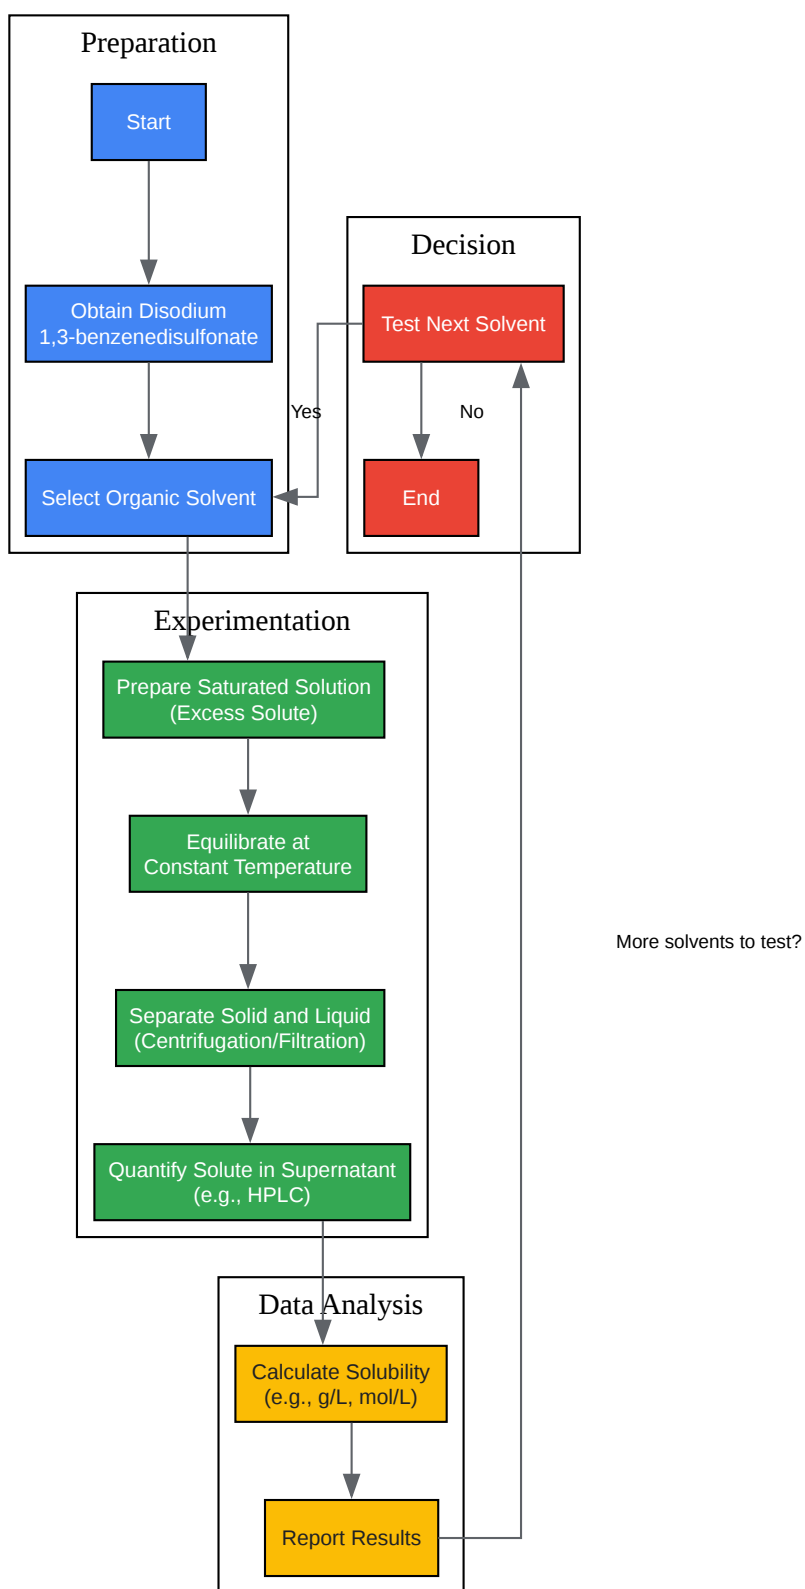 Preparation
Start
Obtain Disodium
1,3-benzenedisulfonate
Select Organic Solvent
Decision
Test Next Solvent
Yes
No
End
Experimentation
Prepare Saturated Solution
(Excess Solute)
Equilibrate at
Constant Temperature
Separate Solid and Liquid
(Centrifugation/Filtration)
Quantify Solute in Supernatant
(e.g., HPLC)
More solvents to test?
Data Analysis
Calculate Solubility
(e.g., g/L, mol/L)
Report Results